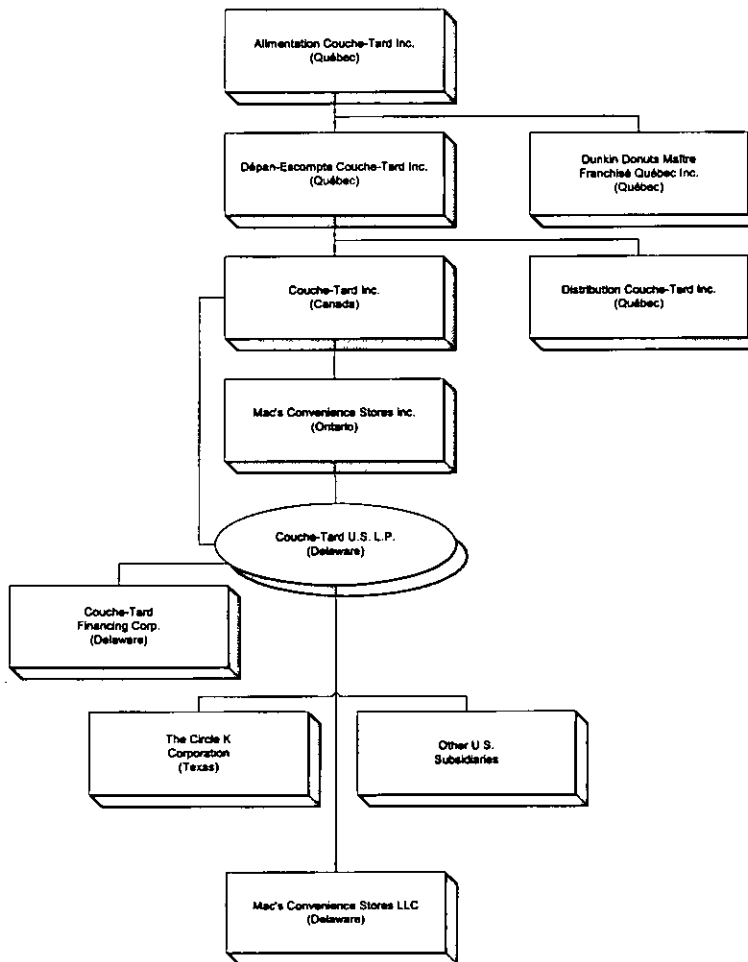 Alimentation Couche-Tard Inc.
(Québec)
Dépan-Escompte Couche-Tard Inc.
(Québec)
Dunkin Donuts Maître
Franchisé Québec Inc.
(Québec)
Couche-Tard Inc.
(Canada)
Distribution Couche-Tard Inc.
(Québec)
Mac's Convenience Stores Inc.
(Ontario)
Couche-Tard U.S. L.P.
(Delaware)
Couche-Tard
Financing Corp.
(Delaware)
The Circle K
Corporation
(Texas)
Other U S.
Subsidiaries
Mac's Convenience Stores LLC
(Delaware)